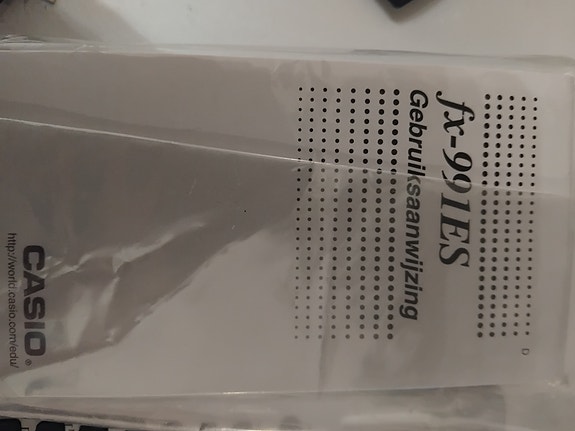 D
fx-991ES
Gebruiksaanwijzing
CASIO®
http://world.casio.com/edu/